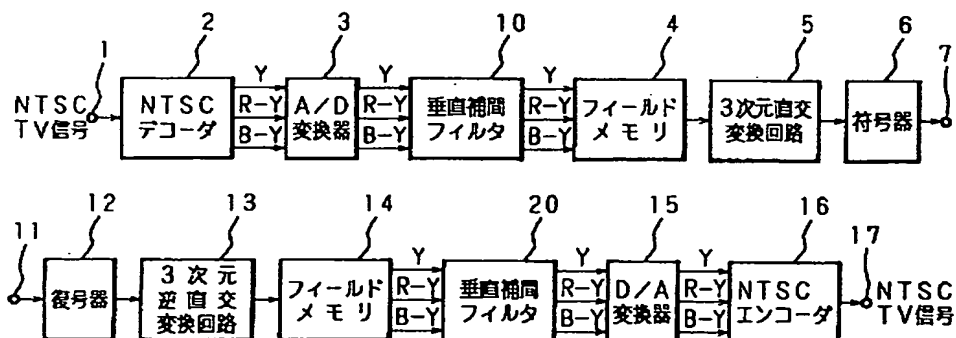 1
2
3
10
4
5
6
7
NTSC
TV信号
NTSC
デコーダ
Y
R-Y
B-Y
A/D
変換器
Y
R-Y
B-Y
垂直補間
フィルタ
Y
R-Y
B-Y
フィールド
メモリ
3次元直交
変換回路
符号器
11
12
13
14
20
15
16
17
復号器
3次元
逆直交
変換回路
フィールド
メモリ
Y
R-Y
B-Y
垂直補間
フィルタ
Y
R-Y
B-Y
D/A
変換器
Y
R-Y
B-Y
NTSC
エンコーダ
NTSC
TV信号